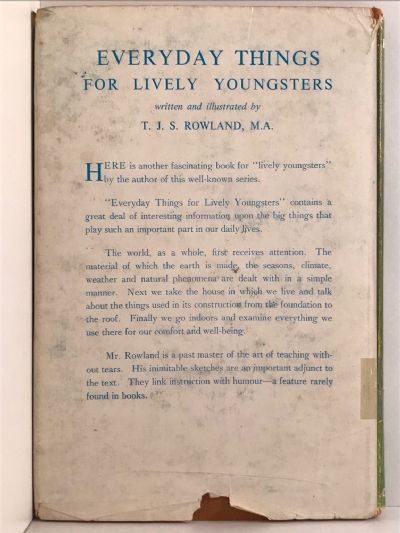 EVERYDAY THINGS
FOR LIVELY YOUNGSTERS
written and illustrated by
T. J. S. ROWLAND, M.A.
HERE is another fascinating book for "lively youngsters"
by the author of this well-known series.
"Everyday Things for Lively Youngsters" contains a
great deal of interesting information upon the big things that
play such an important part in our daily lives.
The world, as a whole, first receives attention. The
material of which the earth is made, the seasons, climate,
weather and natural phenomena are dealt with in a simple
manner. Next we take the house in which we live and talk
about the things used in its construction from the foundation to
the roof. Finally we go indoors and examine everything we
use there for our comfort and well-being.
Mr. Rowland is a past master of the art of teaching with-
out tears. His inimitable sketches are an important adjunct to
the text. They link instruction with humour—a feature rarely
found in books.